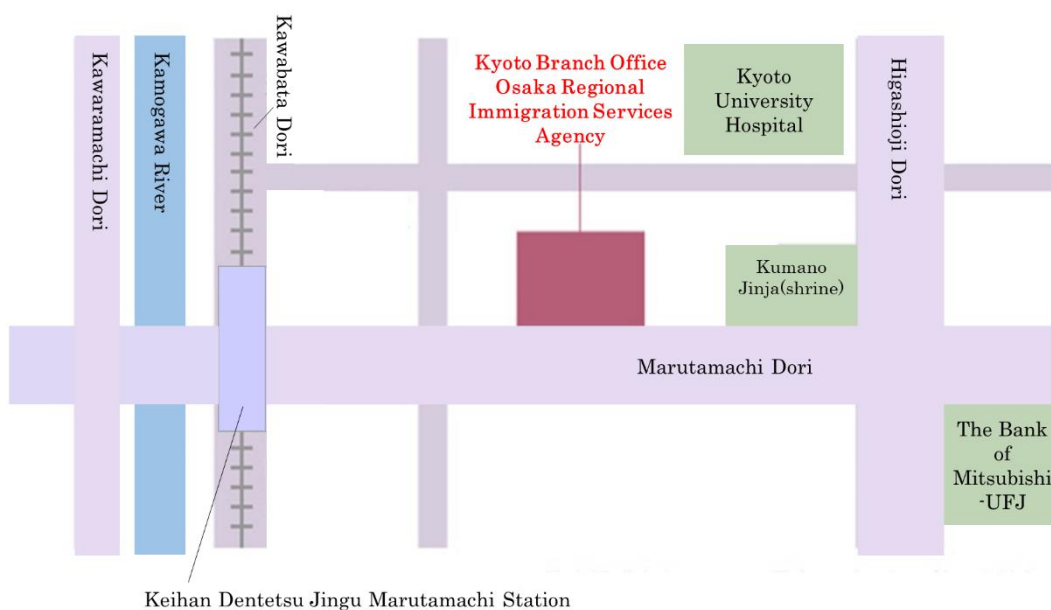 Kawaramachi Dori
Kamogawa River
Kawabata Dori
Kyoto Branch Office
Osaka Regional
Immigration Services
Agency
Kyoto
University
Hospital
Higashioji Dori
Kumano
Jinja(shrine)
Marutamachi Dori
The Bank
of
Mitsubishi
-UFJ
Keihan Dentetsu Jingu Marutamachi Station